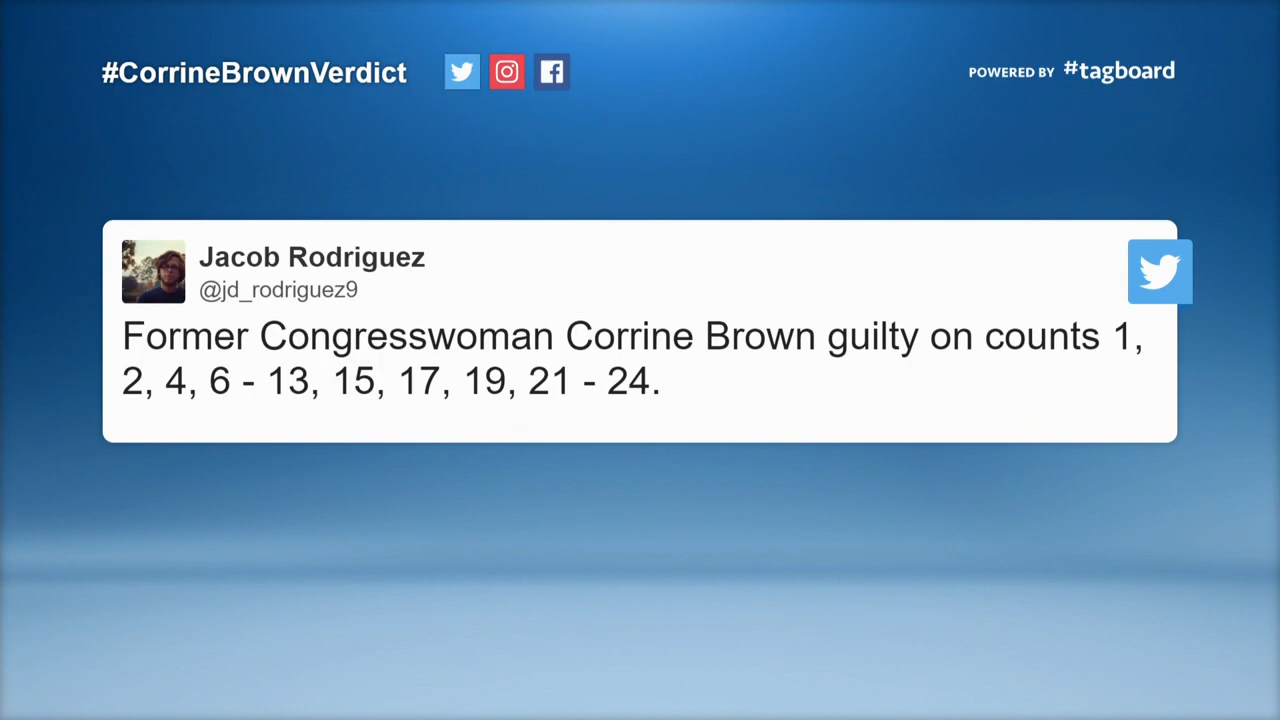 #CorrineBrownVerdict
POWERED BY #tagboard
Jacob Rodriguez
@jd_rodriguez9
Former Congresswoman Corrine Brown guilty on counts 1,
2, 4, 6 - 13, 15, 17, 19, 21 - 24.